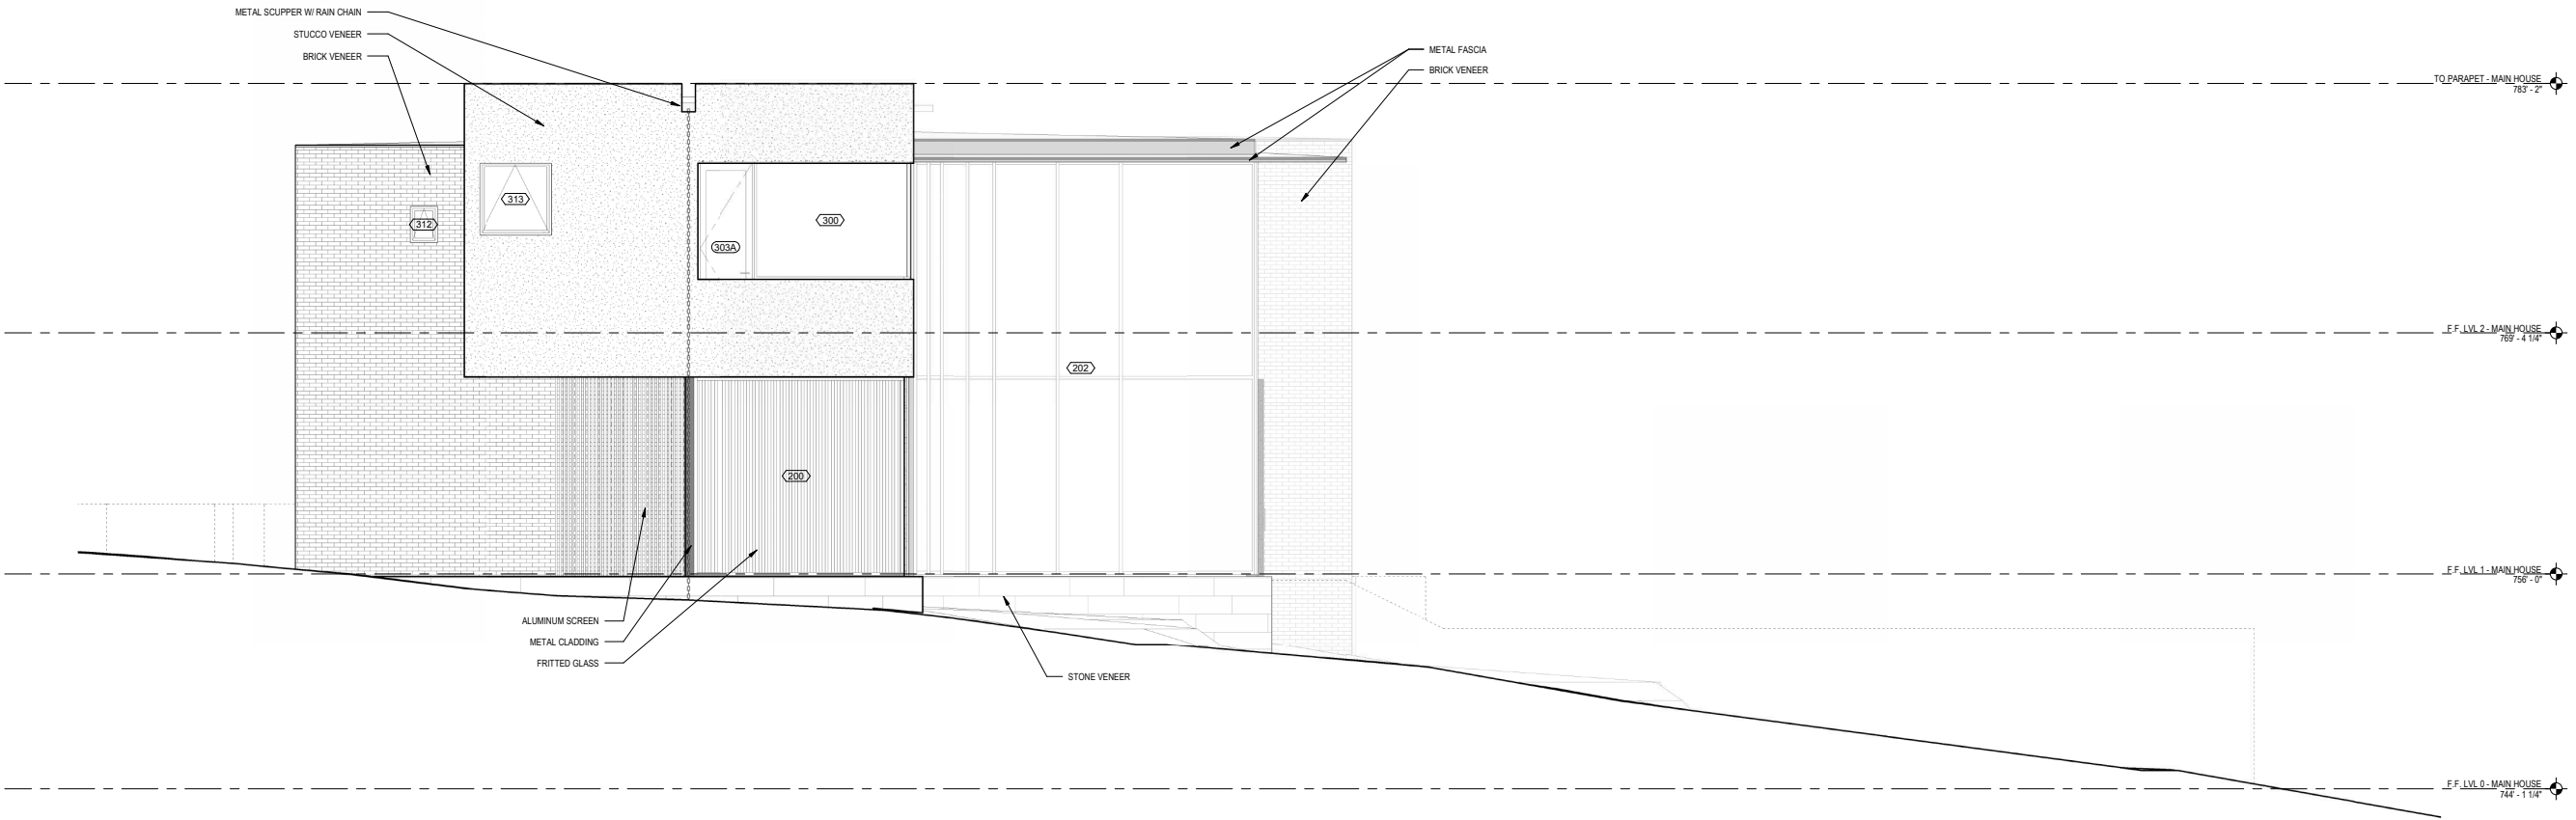 METAL SCUPPER W/ RAIN CHAIN
STUCCO VENEER
BRICK VENEER
METAL FASCIA
BRICK VENEER
TO PARAPET - MAIN HOUSE
783' - 2"
313
312
303A
300
F.F. LVL 2 - MAIN HOUSE
769' - 4 1/4"
202
200
F.F. LVL 1 - MAIN HOUSE
756' - 0"
ALUMINUM SCREEN
METAL CLADDING
FRITTED GLASS
STONE VENEER
F.F. LVL 0 - MAIN HOUSE
744' - 1 1/4"